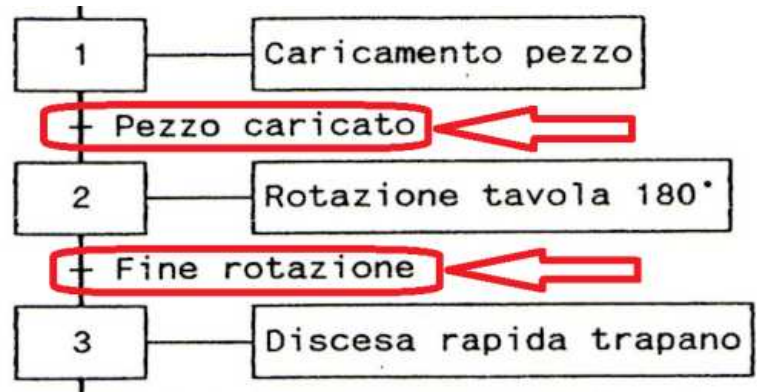 1 Caricamento pezzo
Pezzo caricato
2 Rotazione tavola 180°
Fine rotazione
3 Discesa rapida trapano